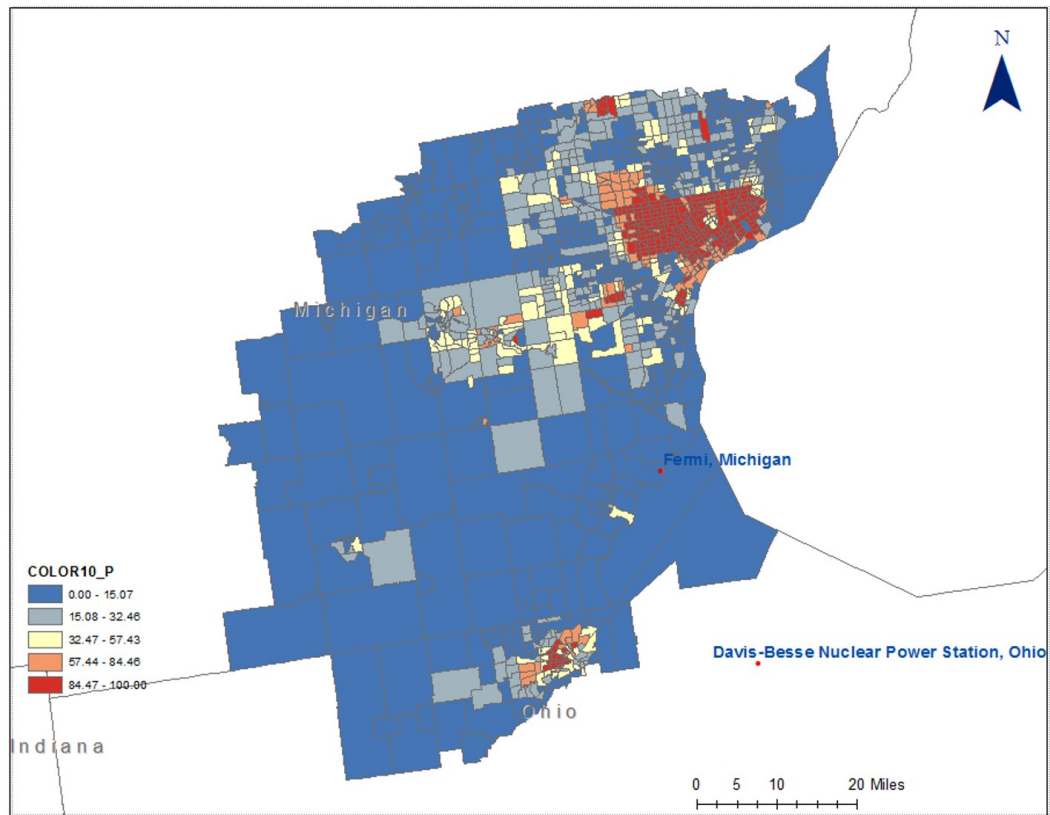 N
Michigan
Fermi, Michigan
COLOR10_P
0.00 - 15.07
15.08 - 32.46
32.47 - 57.43
57.44 - 84.46
84.47 - 100.00
Davis-Besse Nuclear Power Station, Ohio
Ohio
Indiana
0 5 10 20 Miles